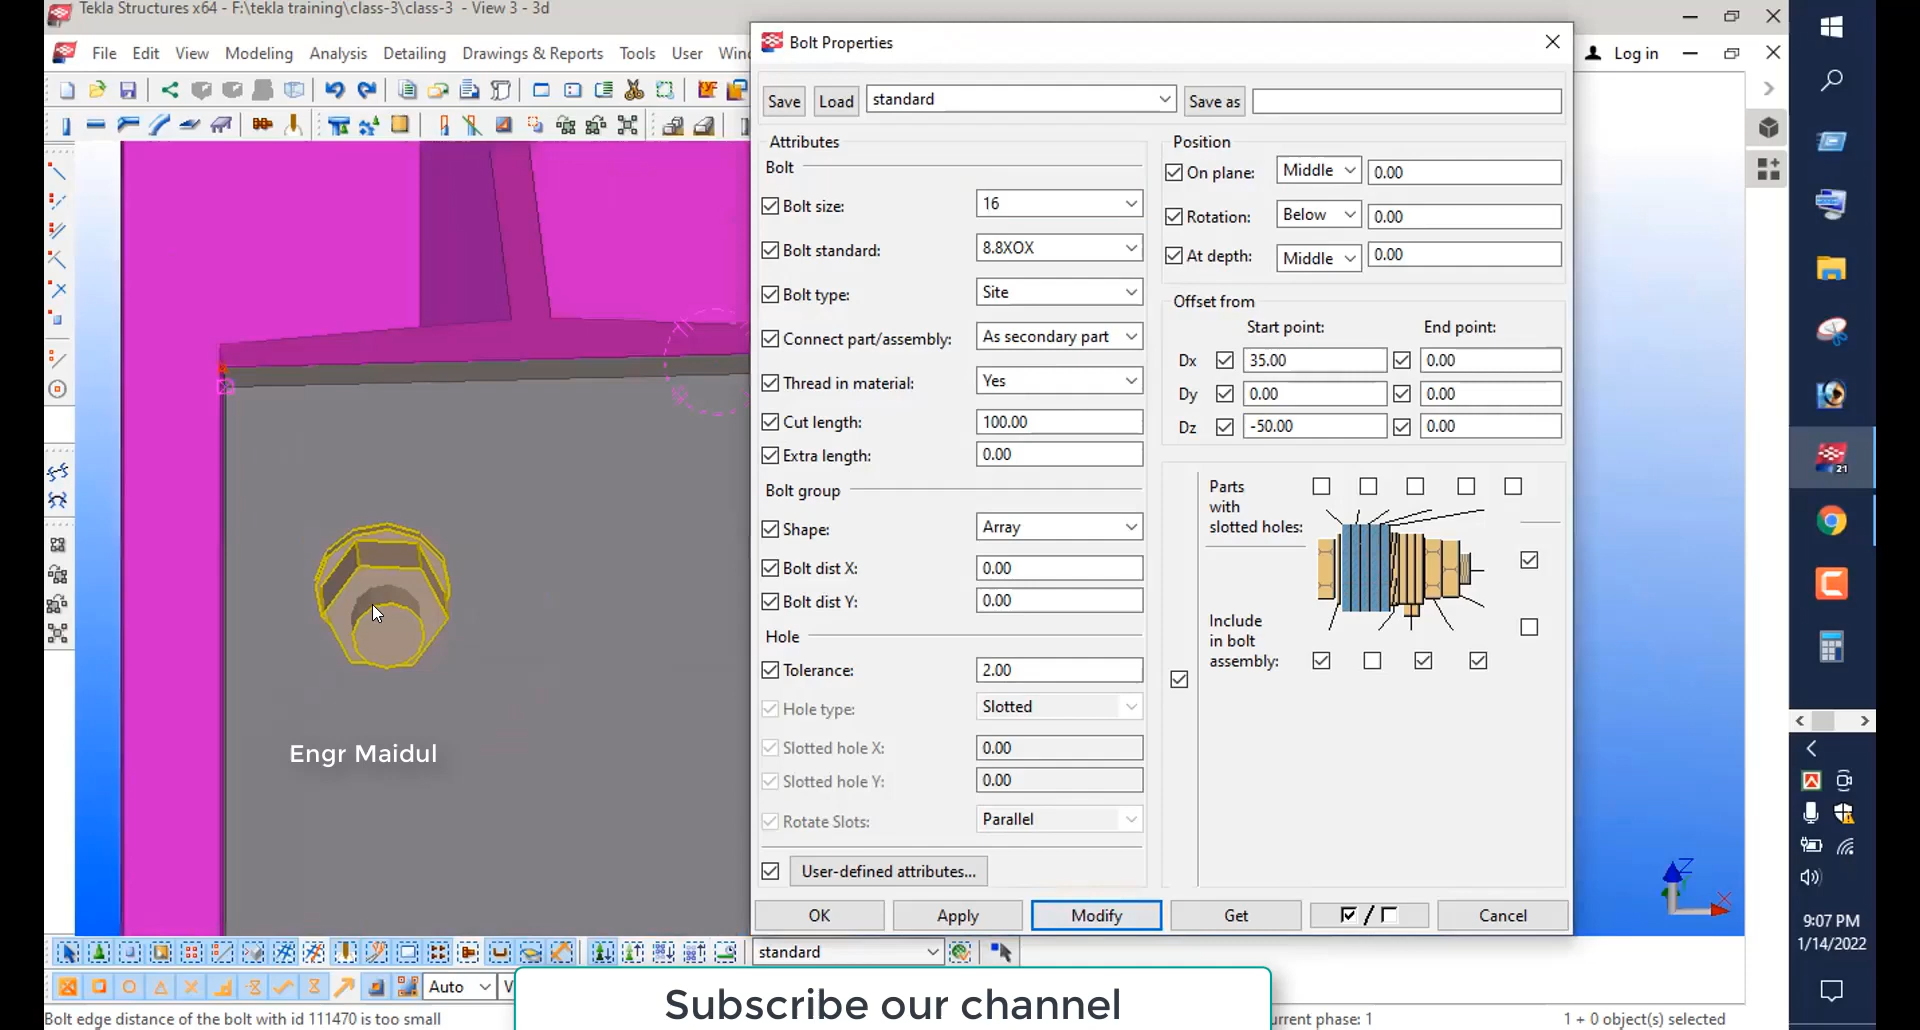 Tekla Structures x64 - F:\tekla training\class-3\class-3 - View 3 - 3d
File Edit View Modeling Analysis Detailing Drawings & Reports Tools User
Log in
Bolt Properties
Save Load standard Save as
Attributes
Bolt
Bolt size: 16
Bolt standard: 8.8XOX
Bolt type: Site
Connect part/assembly: As secondary part
Thread in material: Yes
Cut length: 100.00
Extra length: 0.00
Bolt group
Shape: Array
Bolt dist X: 0.00
Bolt dist Y: 0.00
Hole
Tolerance: 2.00
Hole type: Slotted
Slotted hole X: 0.00
Slotted hole Y: 0.00
Rotate Slots: Parallel
User-defined attributes...
Position
On plane: Middle 0.00
Rotation: Below 0.00
At depth: Middle 0.00
Offset from
Start point: End point:
Dx 35.00 0.00
Dy 0.00 0.00
Dz -50.00 0.00
Parts
with
slotted holes:
Include
in bolt
assembly:
OK Apply Modify Get / Cancel
Engr Maidul
Z
X
standard
Auto
Subscribe our channel
Bolt edge distance of the bolt with id 111470 is too small
urrent phase: 1
1 + 0 object(s) selected
21
9:07 PM
1/14/2022